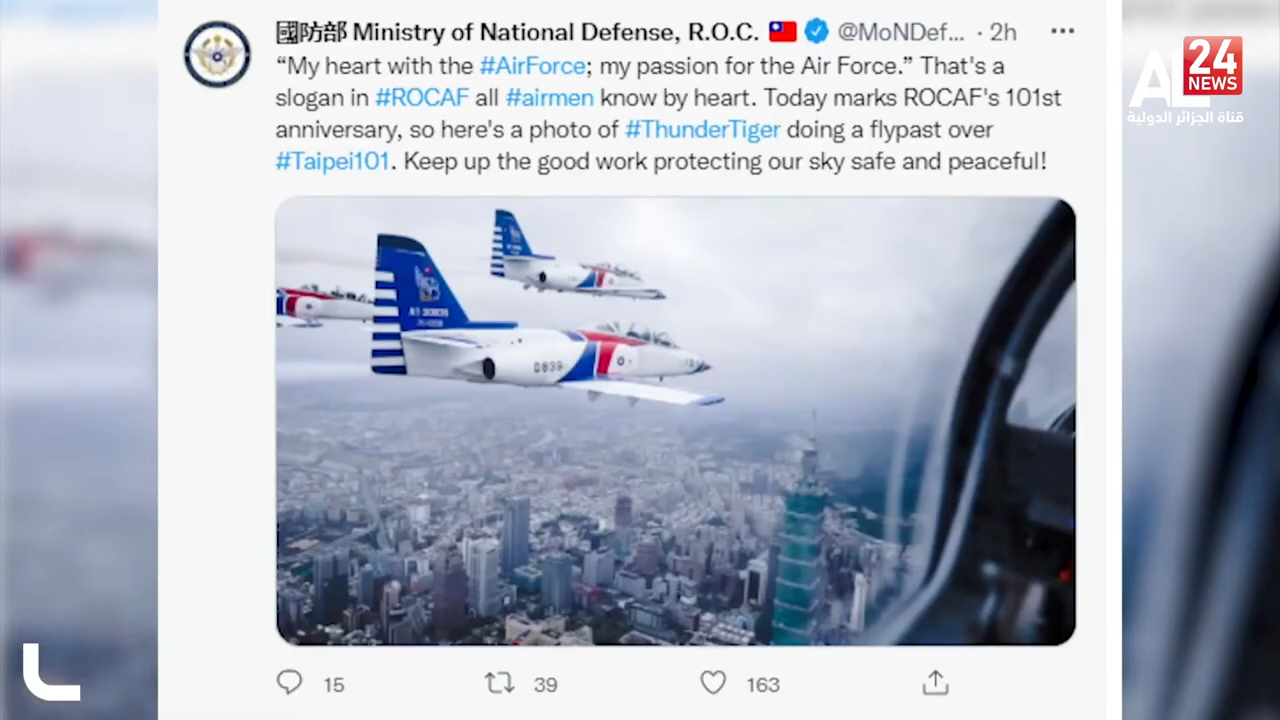 國防部 Ministry of National Defense, R.O.C. @MoNDef... · 2h
“My heart with the #AirForce; my passion for the Air Force.” That's a
slogan in #ROCAF all #airmen know by heart. Today marks ROCAF's 101st
anniversary, so here's a photo of #ThunderTiger doing a flypast over
#Taipei101. Keep up the good work protecting our sky safe and peaceful!
AL
24
NEWS
قناة الجزائر الدولية
0839
15 39 163